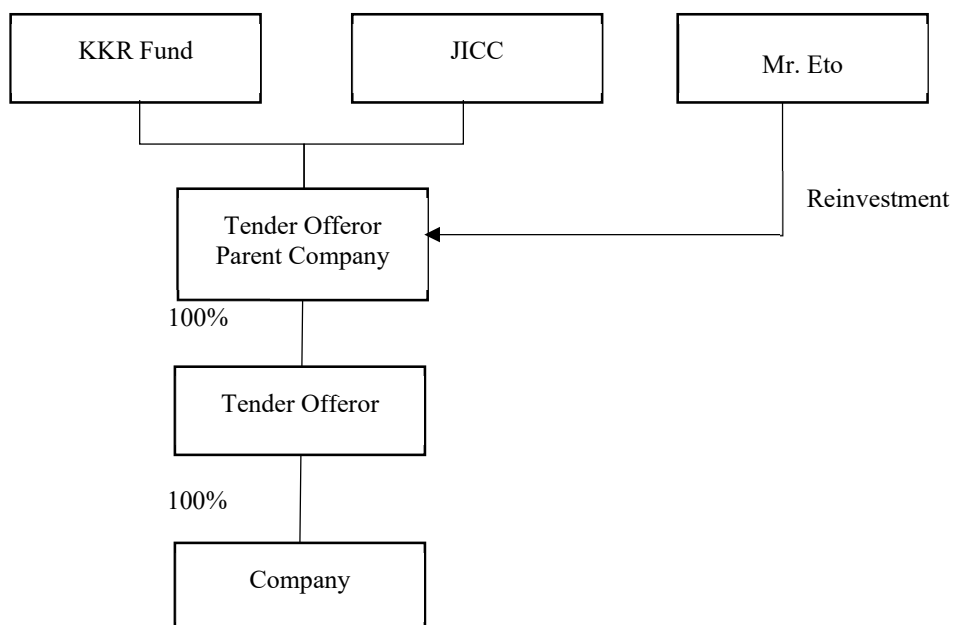 KKR Fund
JICC
Mr. Eto
Reinvestment
Tender Offeror
Parent Company
100%
Tender Offeror
100%
Company